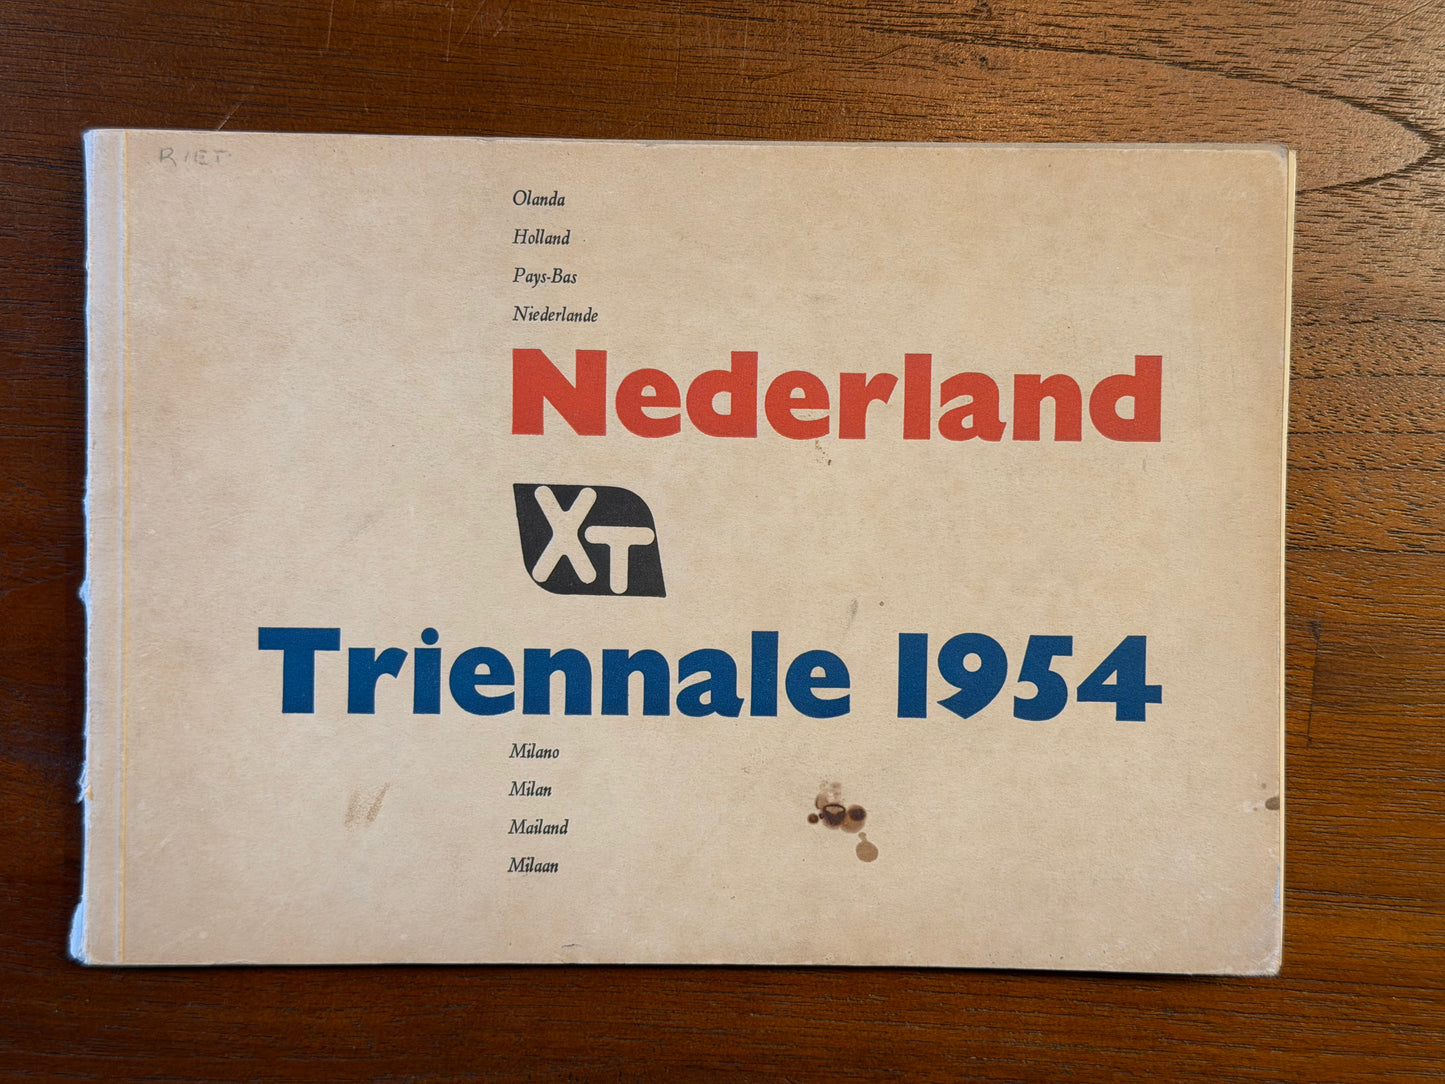 RIET
Olanda
Holland
Pays-Bas
Niederlande
Nederland
XT
Triennale 1954
Milano
Milan
Mailand
Milaan